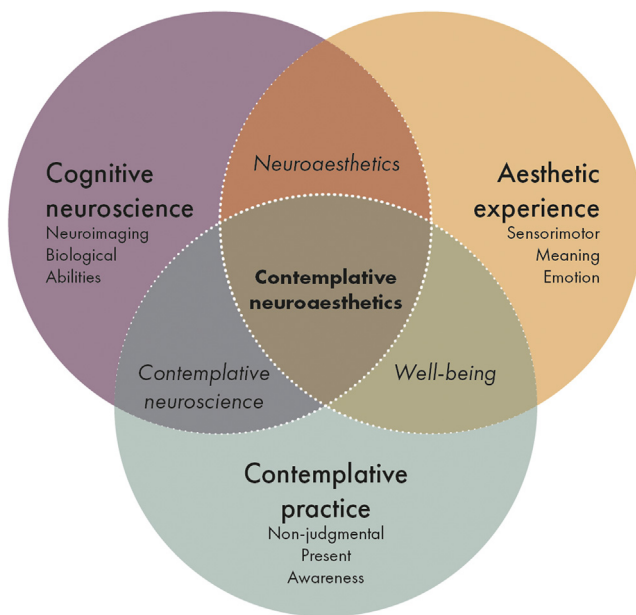 Neuroaesthetics
Cognitive
neuroscience
Neuroimaging
Biological
Abilities
Aesthetic
experience
Sensorimotor
Meaning
Emotion
Contemplative
neuroaesthetics
Contemplative
neuroscience
Well-being
Contemplative
practice
Non-judgmental
Present
Awareness